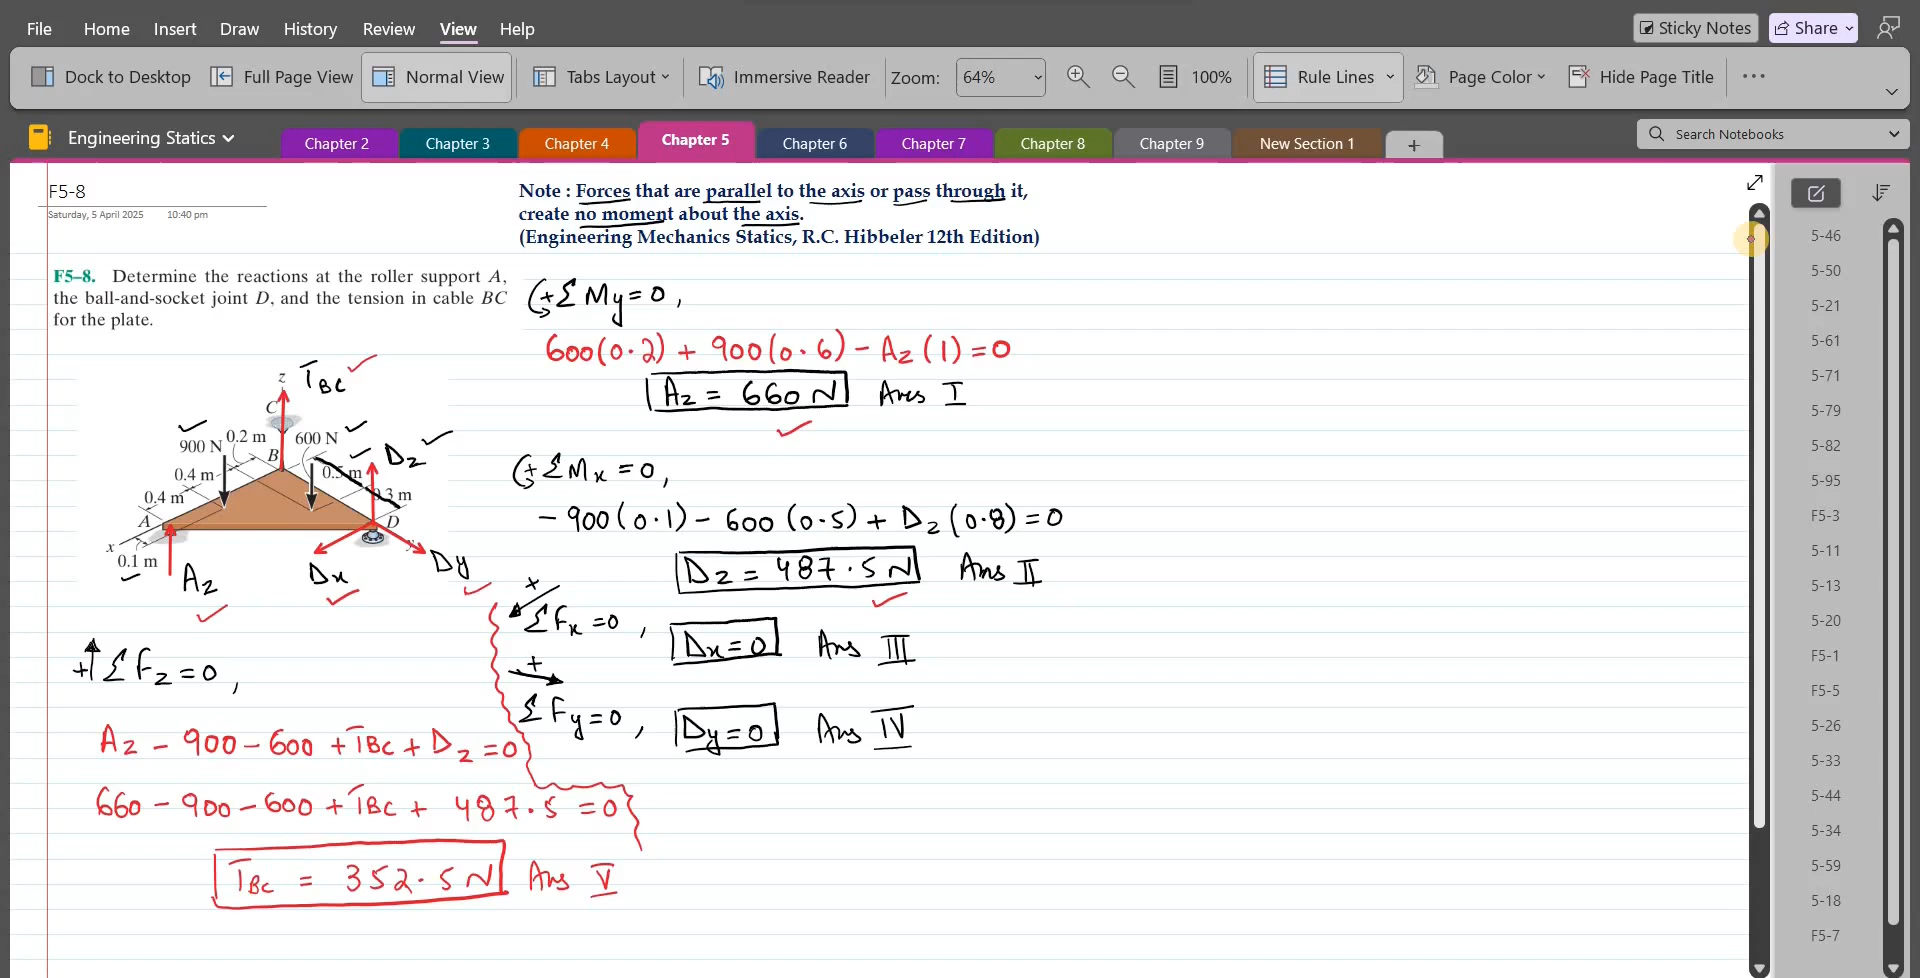 File Home Insert Draw History Review View Help
Sticky Notes Share
Dock to Desktop Full Page View Normal View Tabs Layout Immersive Reader Zoom: 64% 100% Rule Lines Page Color Hide Page Title
Engineering Statics
Chapter 2 Chapter 3 Chapter 4 Chapter 5 Chapter 6 Chapter 7 Chapter 8 Chapter 9 New Section 1 +
Search Notebooks
F5-8
Saturday, 5 April 2025 10:40 pm
Note : Forces that are parallel to the axis or pass through it,
create no moment about the axis.
(Engineering Mechanics Statics, R.C. Hibbeler 12th Edition)
F5–8. Determine the reactions at the roller support A,
the ball-and-socket joint D, and the tension in cable BC
for the plate.
z
TBC
C
900 N
0.2 m
600 N
Dz
B
0.4 m
0.5 m
0.4 m
0.3 m
A
D
x
y
0.1 m
Az
Dx
Dy
+↑ΣFz=0,
Az - 900 - 600 + TBC + Dz = 0
660 - 900 - 600 + TBC + 487.5 = 0
TBC = 352.5 N Ans V
+ΣMy=0,
600(0.2) + 900(0.6) - Az(1) = 0
Az = 660 N Ans I
+ΣMx=0,
- 900(0.1) - 600(0.5) + Dz(0.8) = 0
Dz = 487.5 N Ans II
+
ΣFx=0, Dx=0 Ans III
+
ΣFy=0, Dy=0 Ans IV
5-46
5-50
5-21
5-61
5-71
5-79
5-82
5-95
F5-3
5-11
5-13
5-20
F5-1
F5-5
5-26
5-33
5-44
5-34
5-59
5-18
F5-7